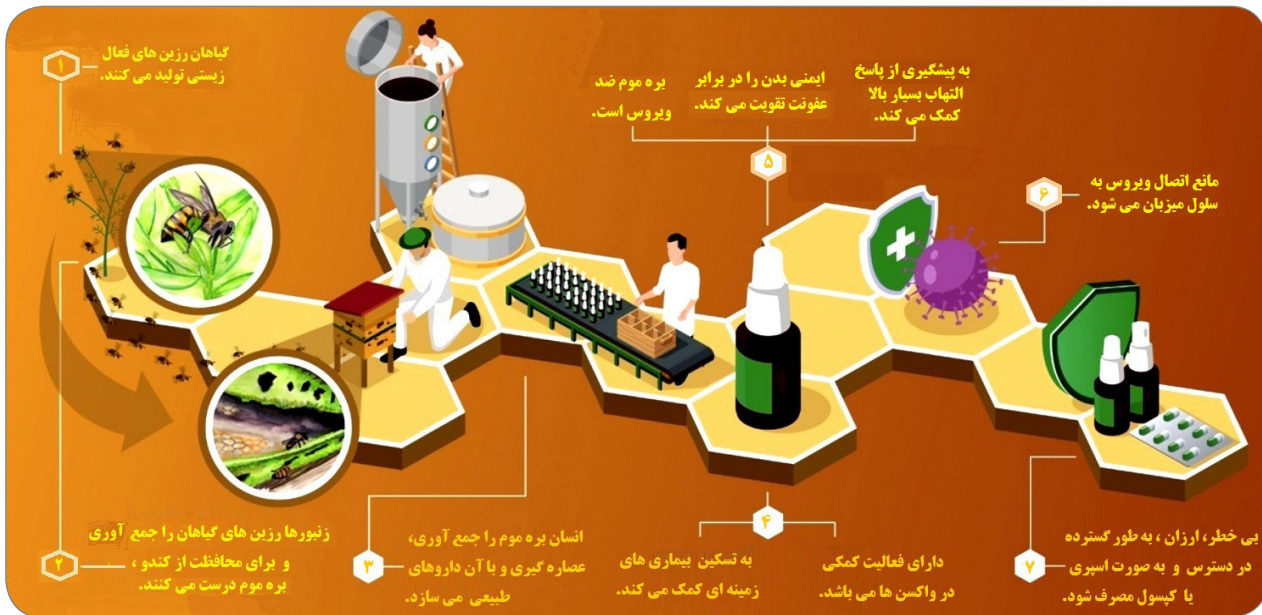 ۱
گیاهان رزین های فعال
زیستی تولید می کنند.
۲
زنبورها رزین های گیاهان را جمع آوری
و برای محافظت از کندو ،
بره موم درست می کنند.
۳
انسان بره موم را جمع آوری،
عصاره گیری و با آن داروهای
طبیعی می سازد.
۴
دارای فعالیت کمکی
در واکسن ها می باشد.
به تسکین بیماری های
زمینه ای کمک می کند.
۵
به پیشگیری از پاسخ
التهاب بسیار بالا
کمک می کند.
ایمنی بدن را در برابر
عفونت تقویت می کند.
بره موم ضد
ویروس است.
۶
مانع اتصال ویروس به
سلول میزبان می شود.
۷
بی خطر، ارزان ، به طور گسترده
در دسترس و به صورت اسپری
یا کپسول مصرف شود.